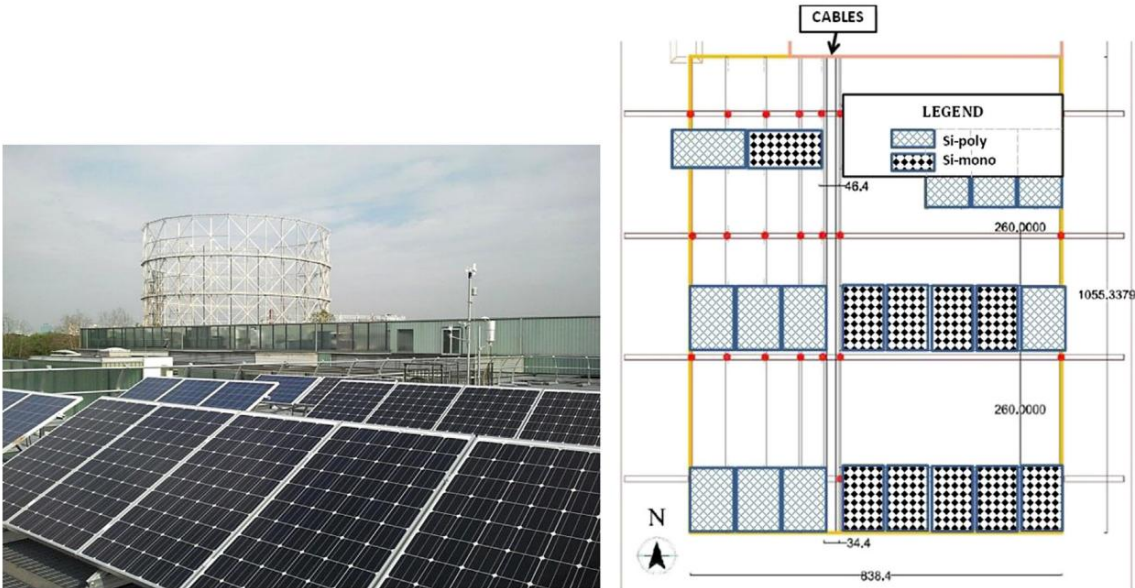 CABLES
LEGEND
Si-poly
Si-mono
46.4
260.0000
1055.3379
260.0000
N
34.4
838.4